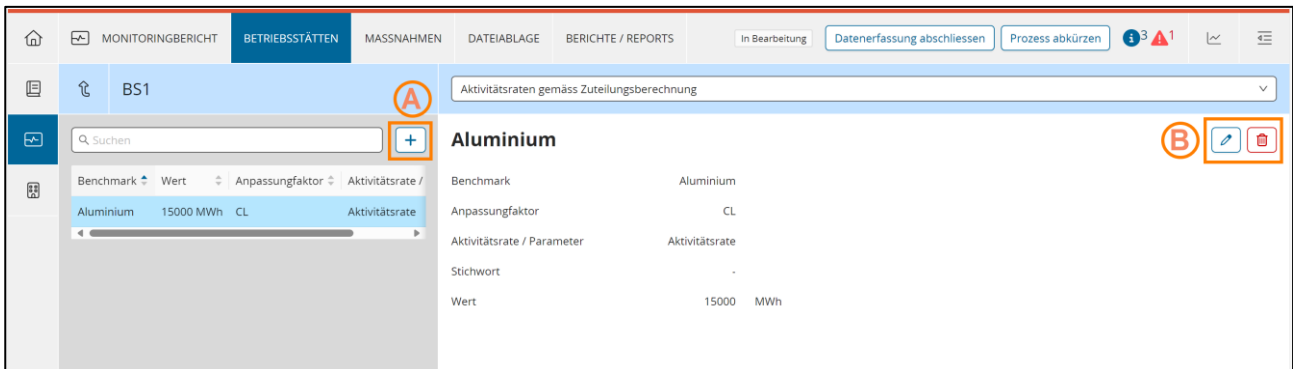 MONITORINGBERICHT BETRIEBSSTÄTTEN MASSNAHMEN DATEIABLAGE BERICHTE / REPORTS In Bearbeitung Datenerfassung abschliessen Prozess abkürzen 3 1
BS1 Aktivitätsraten gemäss Zuteilungsberechnung
A
Suchen + Aluminium B
Benchmark Wert Anpassungfaktor Aktivitätsrate /
Aluminium 15000 MWh CL Aktivitätsrate
Benchmark Aluminium
Anpassungfaktor CL
Aktivitätsrate / Parameter Aktivitätsrate
Stichwort -
Wert 15000 MWh